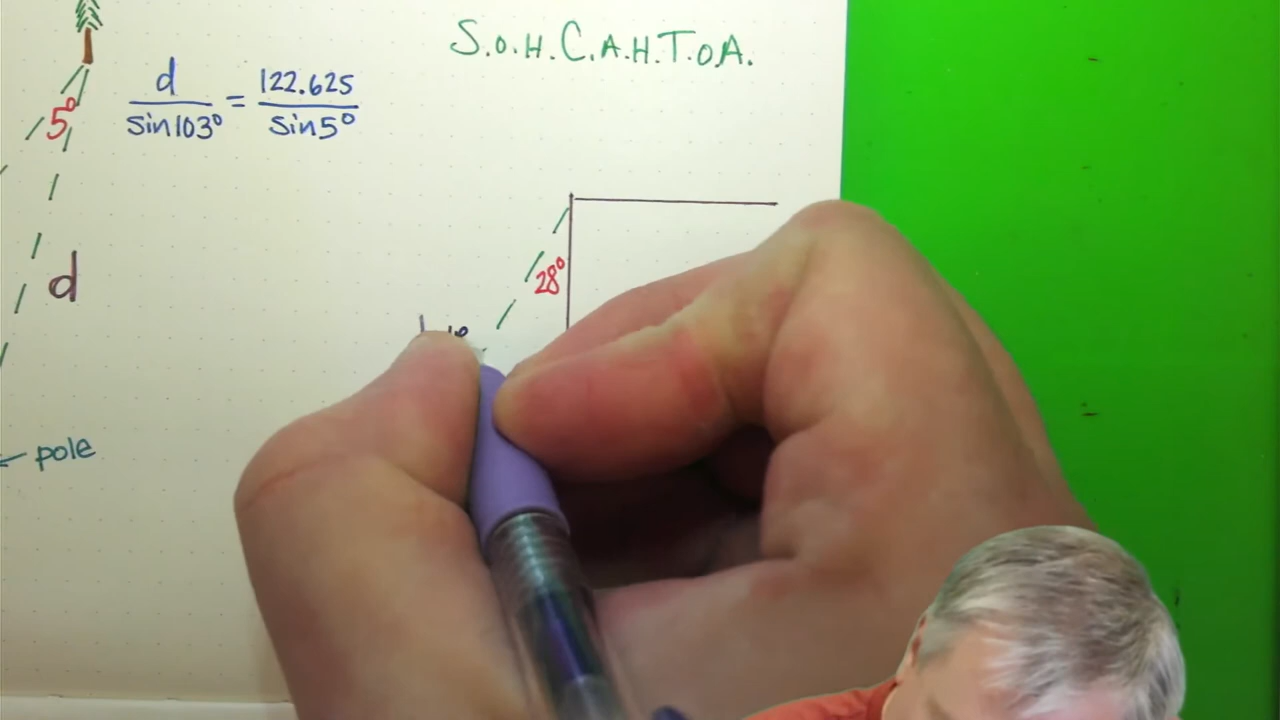 S.O.H.C.A.H.T.O.A.
5°
d/sin103° = 122.625/sin5°
d
28°
← pole